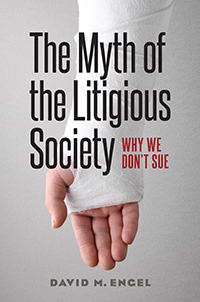 The Myth of
the Litigious
Society WHY WE
DON'T SUE
DAVID M. ENGEL